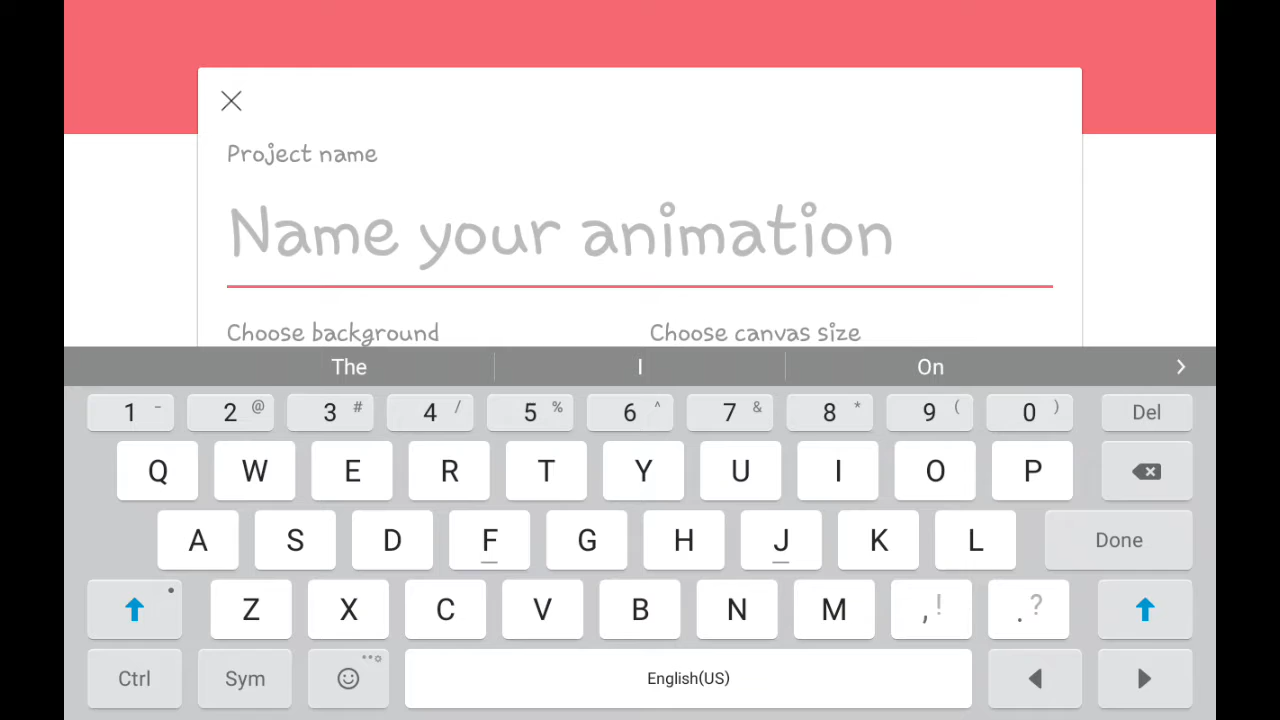 Project name
Name your animation
Choose background Choose canvas size
The I On
1 - 2 @ 3 # 4 / 5 % 6 ^ 7 & 8 * 9 ( 0 ) Del
Q W E R T Y U I O P
A S D F G H J K L Done
Z X C V B N M , ! . ?
Ctrl Sym English(US)